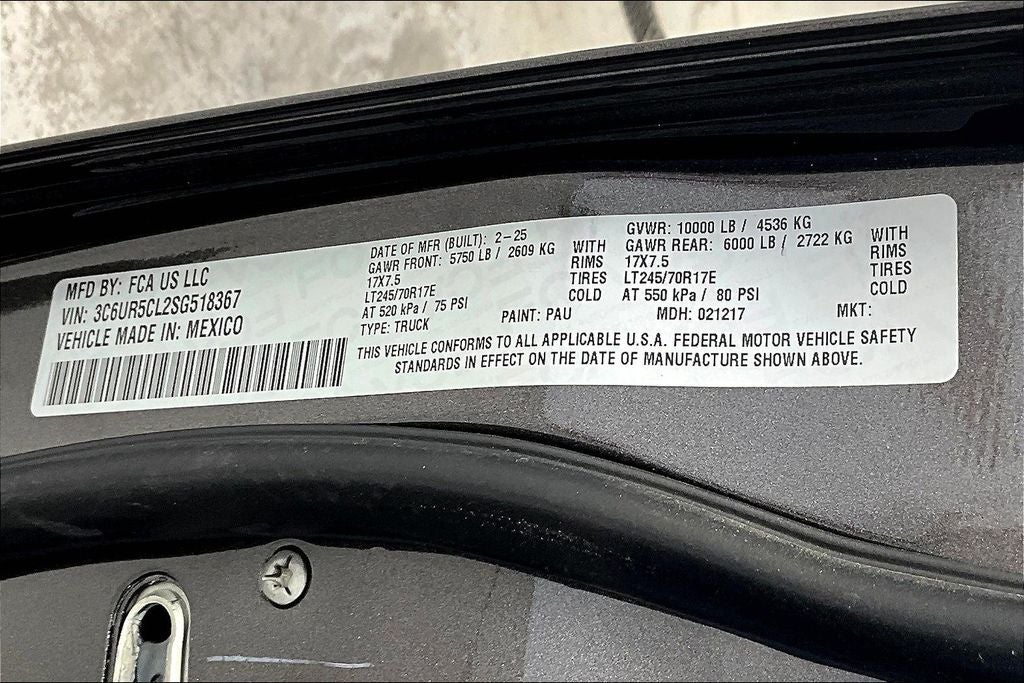 MFD BY: FCA US LLC
VIN: 3C6UR5CL2SG518367
VEHICLE MADE IN: MEXICO
DATE OF MFR (BUILT): 2-25
GAWR FRONT: 5750 LB / 2609 KG WITH
17X7.5 RIMS
LT245/70R17E TIRES
AT 520 kPa / 75 PSI COLD
TYPE: TRUCK
GVWR: 10000 LB / 4536 KG
GAWR REAR: 6000 LB / 2722 KG WITH
17X7.5 RIMS
LT245/70R17E TIRES
AT 550 kPa / 80 PSI COLD
PAINT: PAU MDH: 021217 MKT:
THIS VEHICLE CONFORMS TO ALL APPLICABLE U.S.A. FEDERAL MOTOR VEHICLE SAFETY
STANDARDS IN EFFECT ON THE DATE OF MANUFACTURE SHOWN ABOVE.